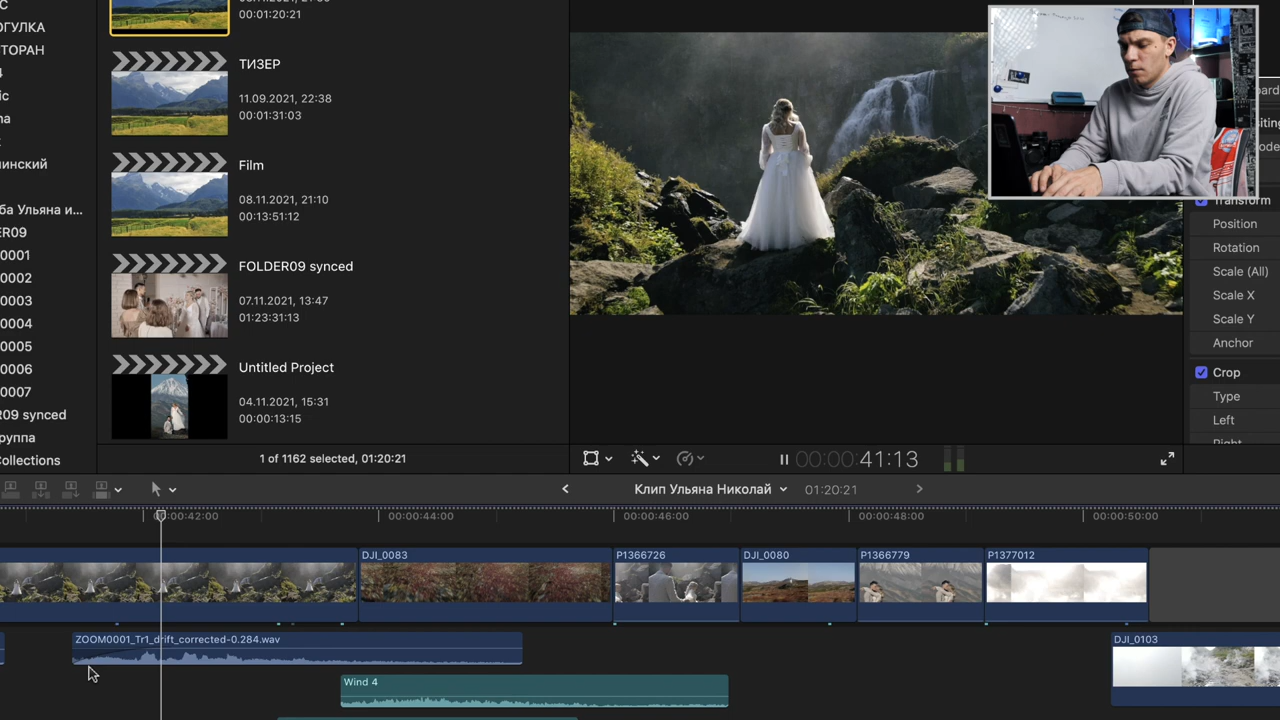 ОГУЛКА
ТОРАН
4
ic
na
линский
ба Ульяна и...
ER09
0001
0002
0003
0004
0005
0006
0007
09 synced
руппа
Collections
00:01:20:21
ТИЗЕР
11.09.2021, 22:38
00:01:31:03
Film
08.11.2021, 21:10
00:13:51:12
FOLDER09 synced
07.11.2021, 13:47
01:23:31:13
Untitled Project
04.11.2021, 15:31
00:00:13:15
1 of 1162 selected, 01:20:21
00:00:41:13
Transform
Position
Rotation
Scale (All)
Scale X
Scale Y
Anchor
Crop
Type
Left
Right
Клип Ульяна Николай
01:20:21
00:00:42:00
00:00:44:00
00:00:46:00
00:00:48:00
00:00:50:00
DJI_0083
P1366726
DJI_0080
P1366779
P1377012
ZOOM0001_Tr1_drift_corrected-0.284.wav
DJI_0103
Wind 4